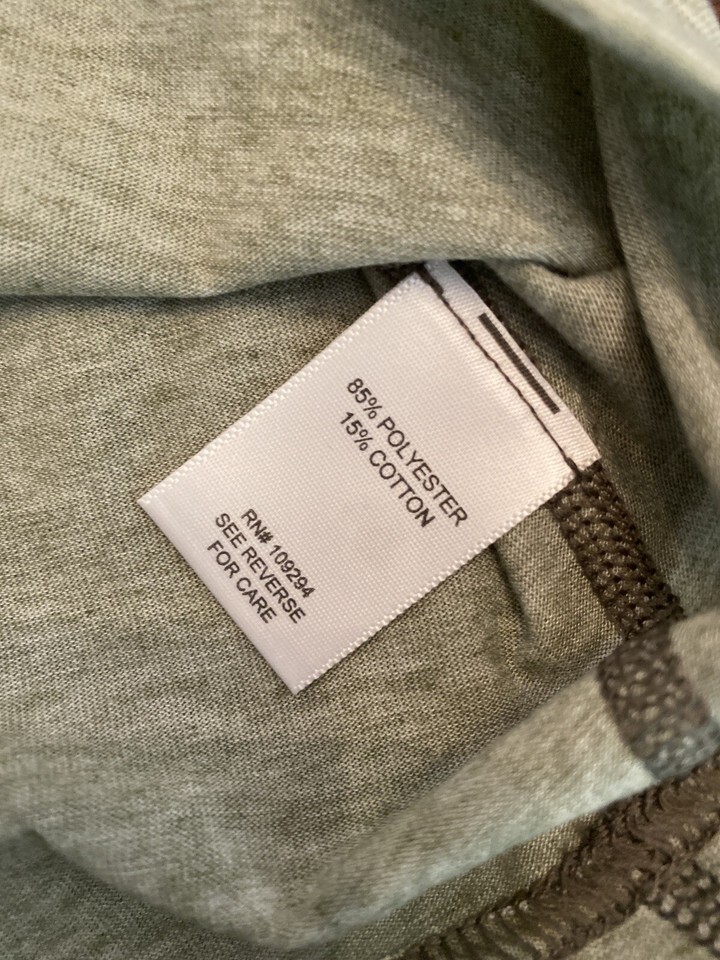 85% POLYESTER
15% COTTON
RN# 109294
SEE REVERSE
FOR CARE